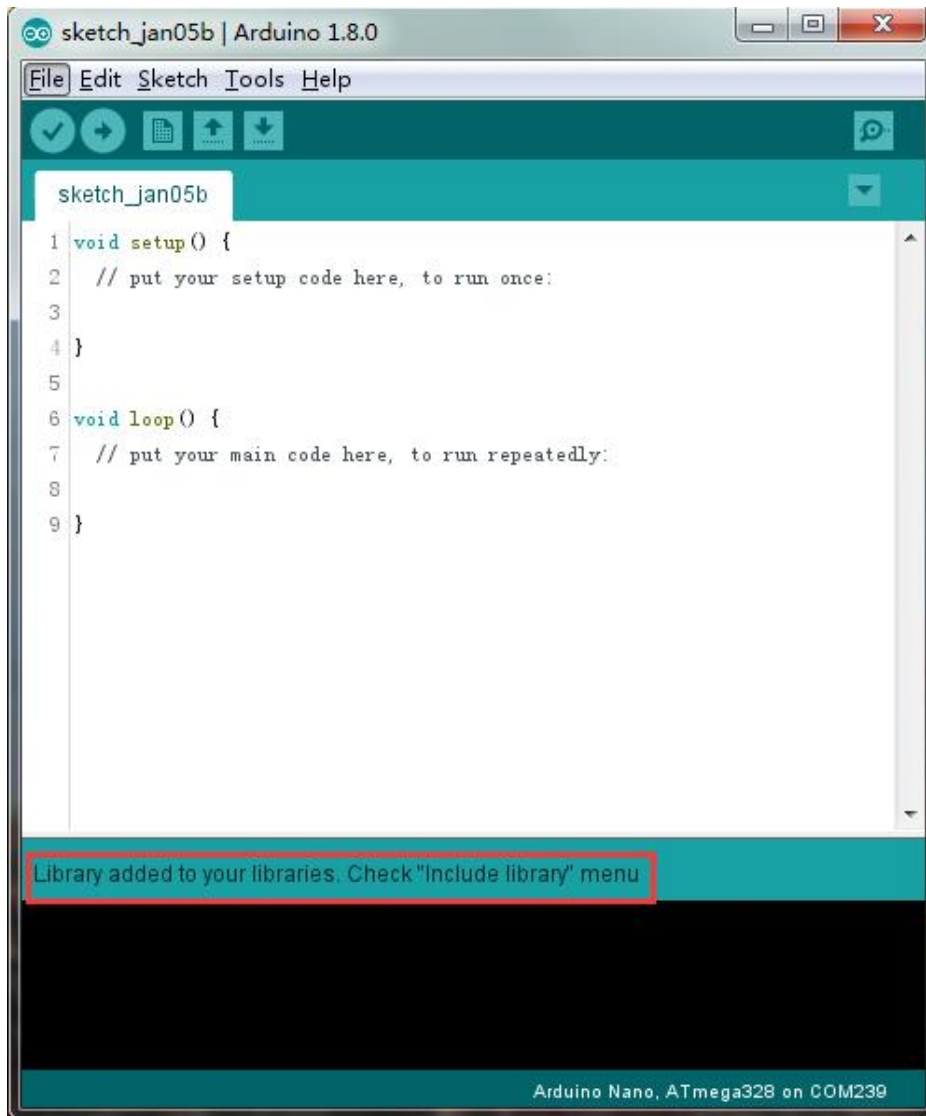 sketch_jan05b | Arduino 1.8.0
File Edit Sketch Tools Help
sketch_jan05b
1 void setup() {
2 // put your setup code here, to run once:
3
4 }
5
6 void loop() {
7 // put your main code here, to run repeatedly:
8
9 }
Library added to your libraries. Check "Include library" menu
Arduino Nano, ATmega328 on COM239